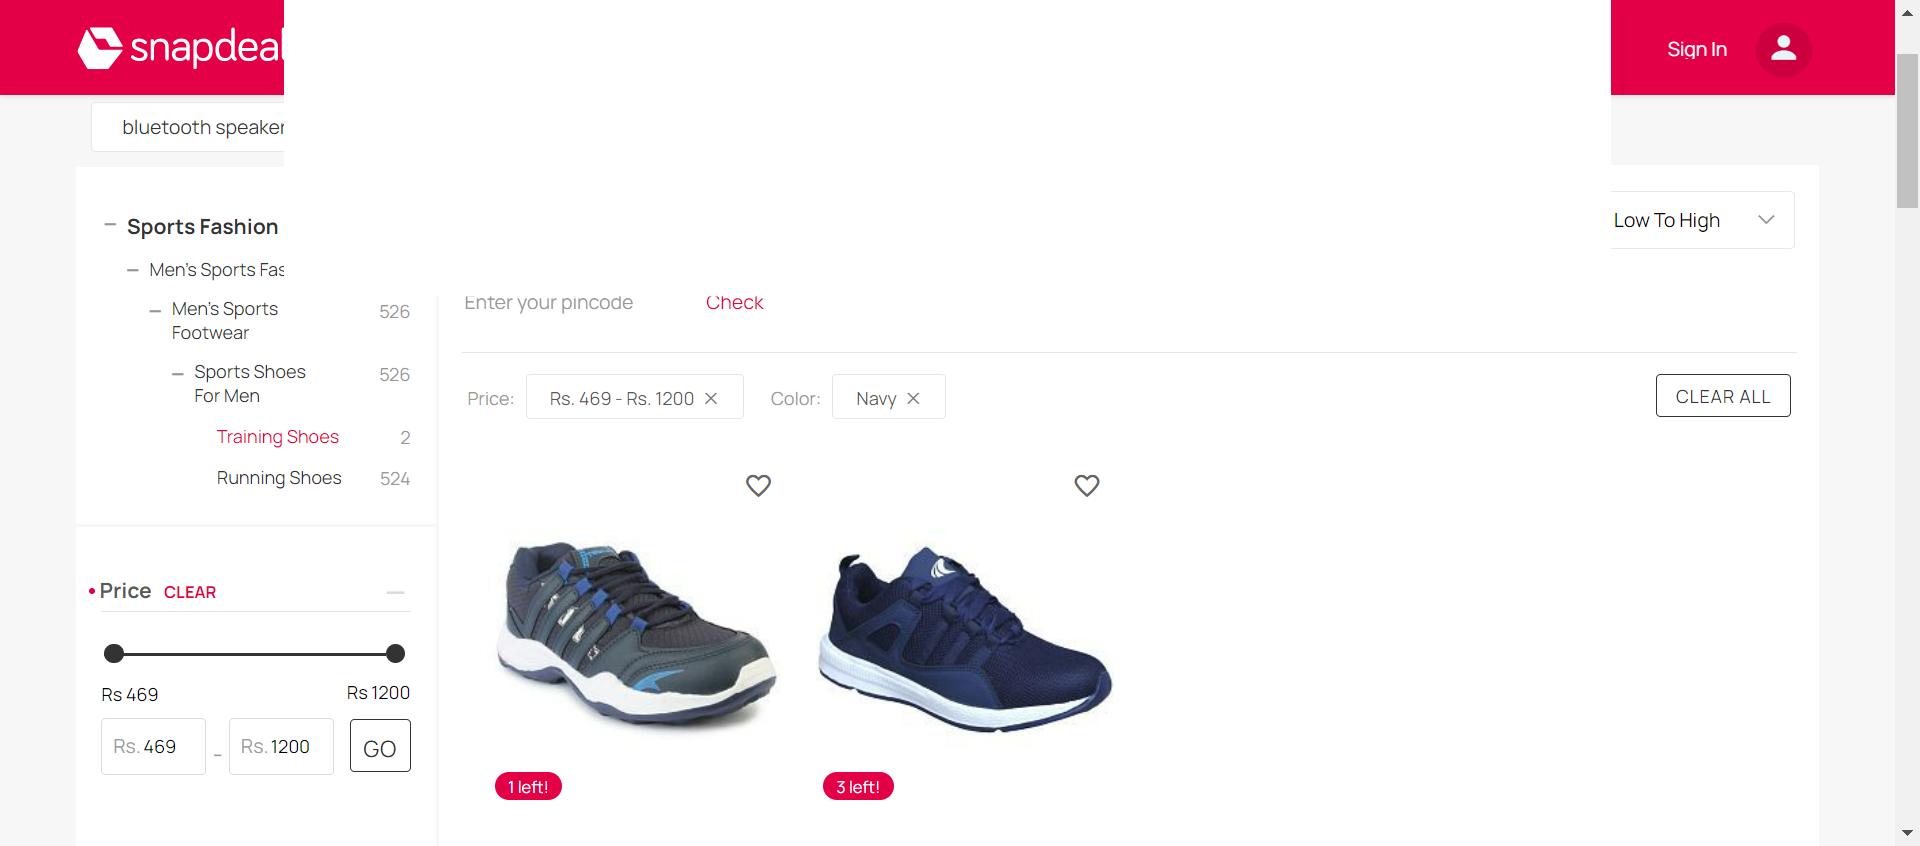 snapdeal
Sign In
bluetooth speaker
Low To High
Sports Fashion
Men's Sports Fas
Men's Sports 526
Footwear
Sports Shoes 526
For Men
Training Shoes 2
Running Shoes 524
Enter your pincode Check
Price: Rs. 469 - Rs. 1200 Color: Navy CLEAR ALL
Price CLEAR
Rs 469 Rs 1200
Rs. 469 - Rs. 1200 GO
1 left! 3 left!